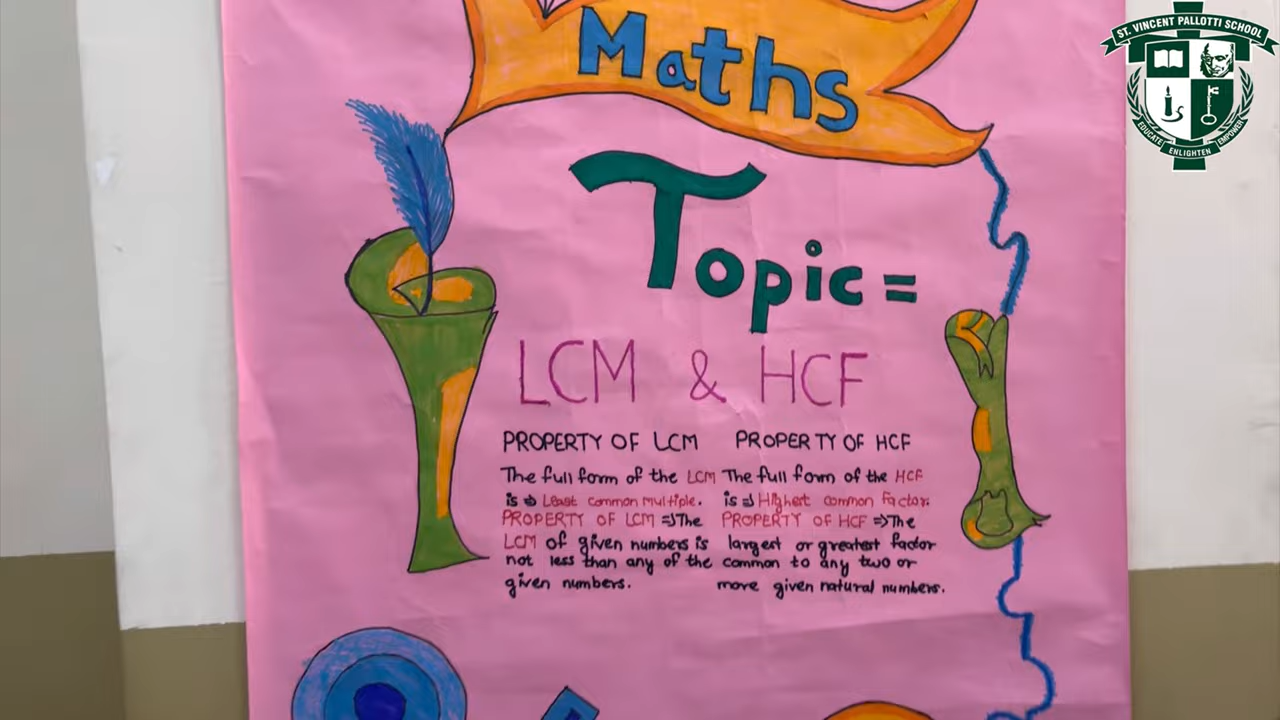 Maths
ST. VINCENT PALLOTTI SCHOOL
EDUCATE ENLIGHTEN EMPOWER
Topic =
LCM & HCF
PROPERTY OF LCM
The full form of the LCM
is ⇒ Least common multiple.
PROPERTY OF LCM ⇒ The
LCM of given numbers is
not less than any of the
given numbers.
PROPERTY OF HCF
The full form of the HCF
is ⇒ Highest common Factor.
PROPERTY OF HCF ⇒ The
largest or greatest factor
common to any two or
more given natural numbers.